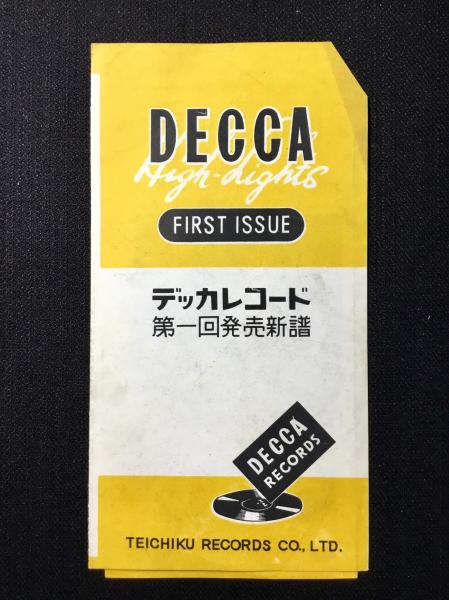 DECCA
High-Lights
FIRST ISSUE
デッカレコード
第一回発売新譜
DECCA
RECORDS
TEICHIKU RECORDS CO., LTD.